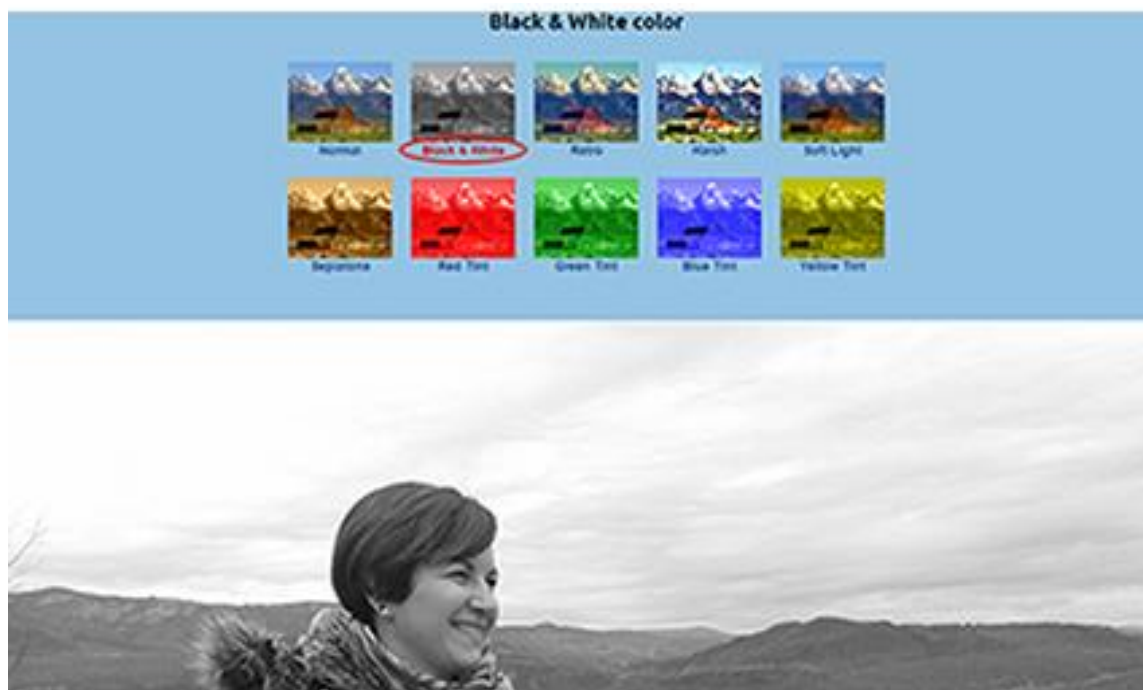 Black & White color
Normal Black & White Retro Harsh Soft Light
Sepiatone Red Tint Green Tint Blue Tint Yellow Tint